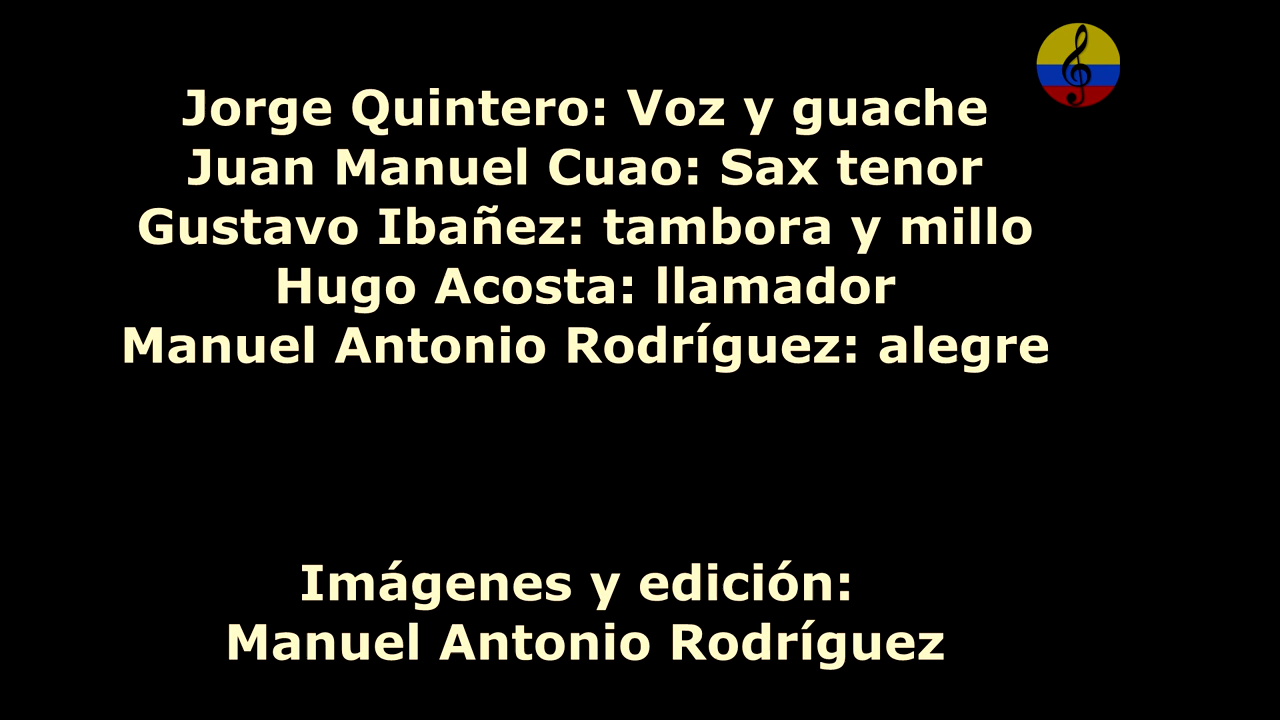 Jorge Quintero: Voz y guache
Juan Manuel Cuao: Sax tenor
Gustavo Ibañez: tambora y millo
Hugo Acosta: llamador
Manuel Antonio Rodríguez: alegre
Imágenes y edición:
Manuel Antonio Rodríguez